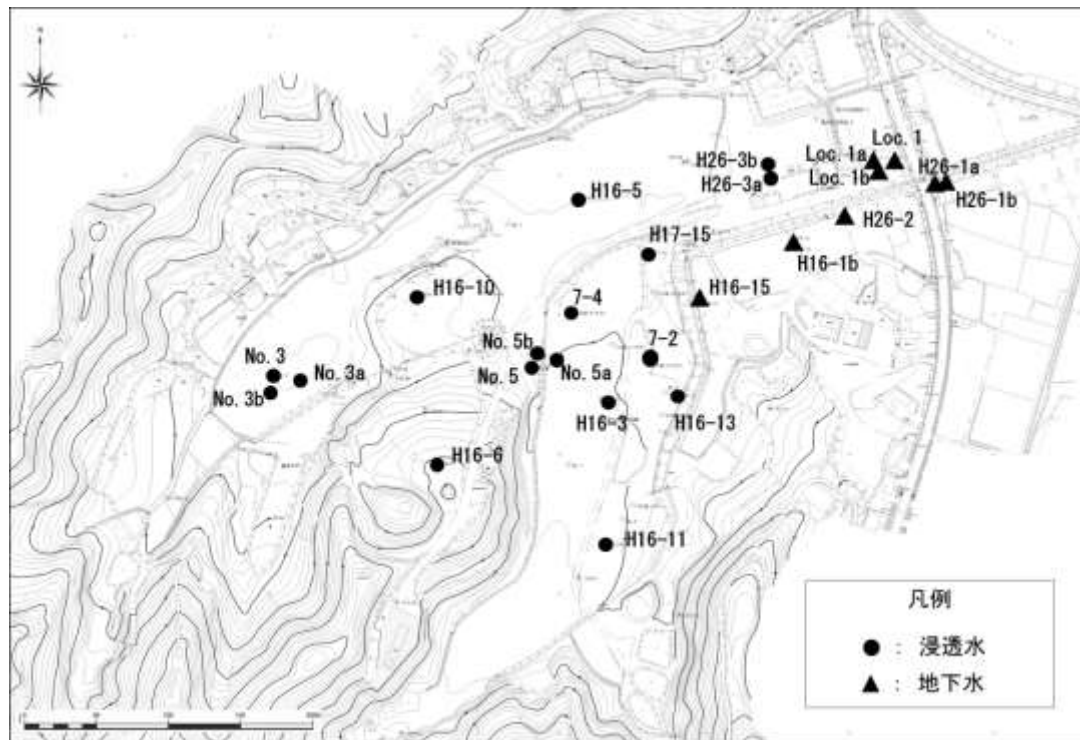 Loc. 1
Loc. 1a
Loc. 1b
H26-3b
H26-3a
H26-1a
H26-1b
H16-5
H26-2
H16-1b
H17-15
H16-10
H16-15
7-4
7-2
No. 5b
No. 5
No. 5a
No. 3
No. 3a
No. 3b
H16-3
H16-13
H16-6
H16-11
凡例
● : 浸透水
▲ : 地下水